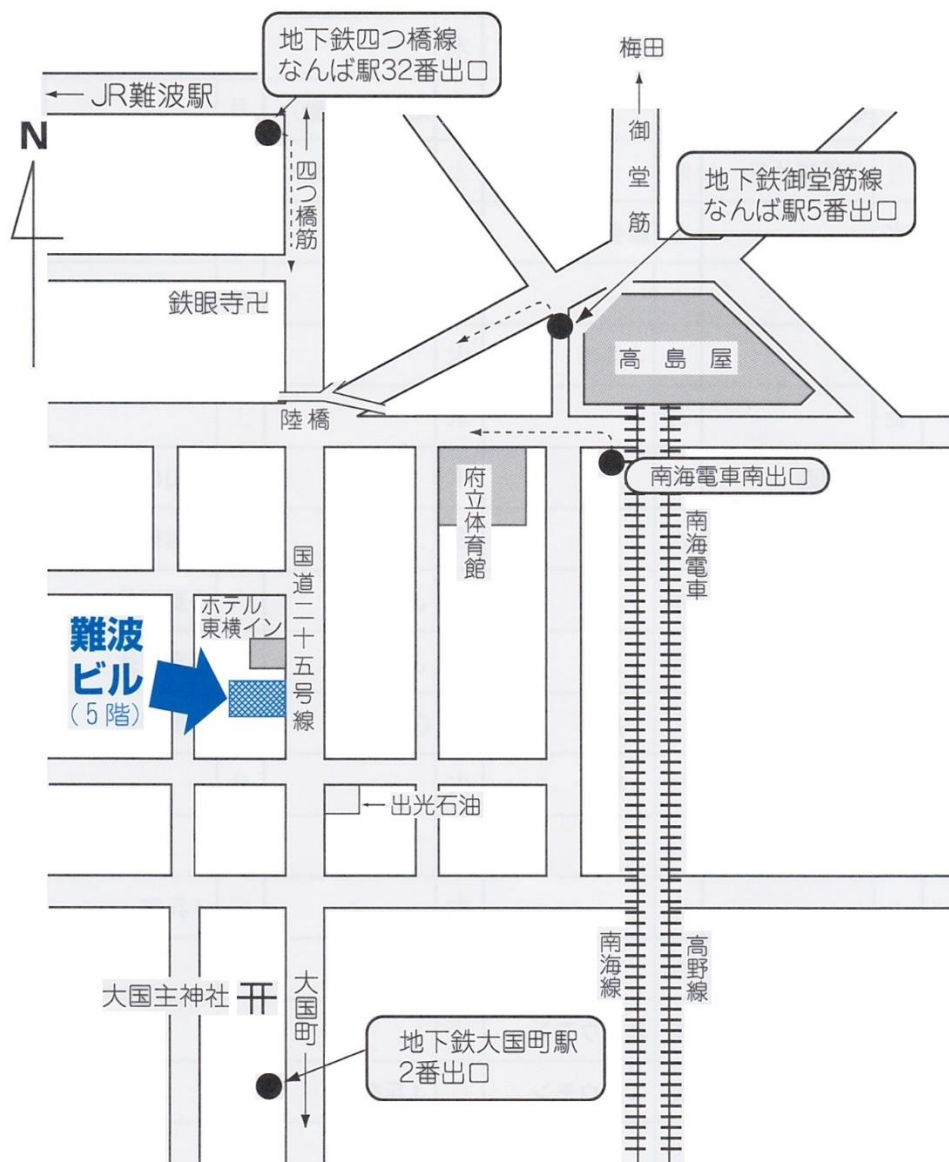 地下鉄四つ橋線
なんば駅32番出口
梅田
←JR難波駅
N
四つ橋筋
御堂筋
地下鉄御堂筋線
なんば駅5番出口
鉄眼寺卍
高島屋
陸橋
南海電車南出口
府立体育館
南海電車
国道二十五号線
ホテル
東横イン
難波
ビル
(5階)
←出光石油
南海線
高野線
大国主神社
大国町
地下鉄大国町駅
2番出口